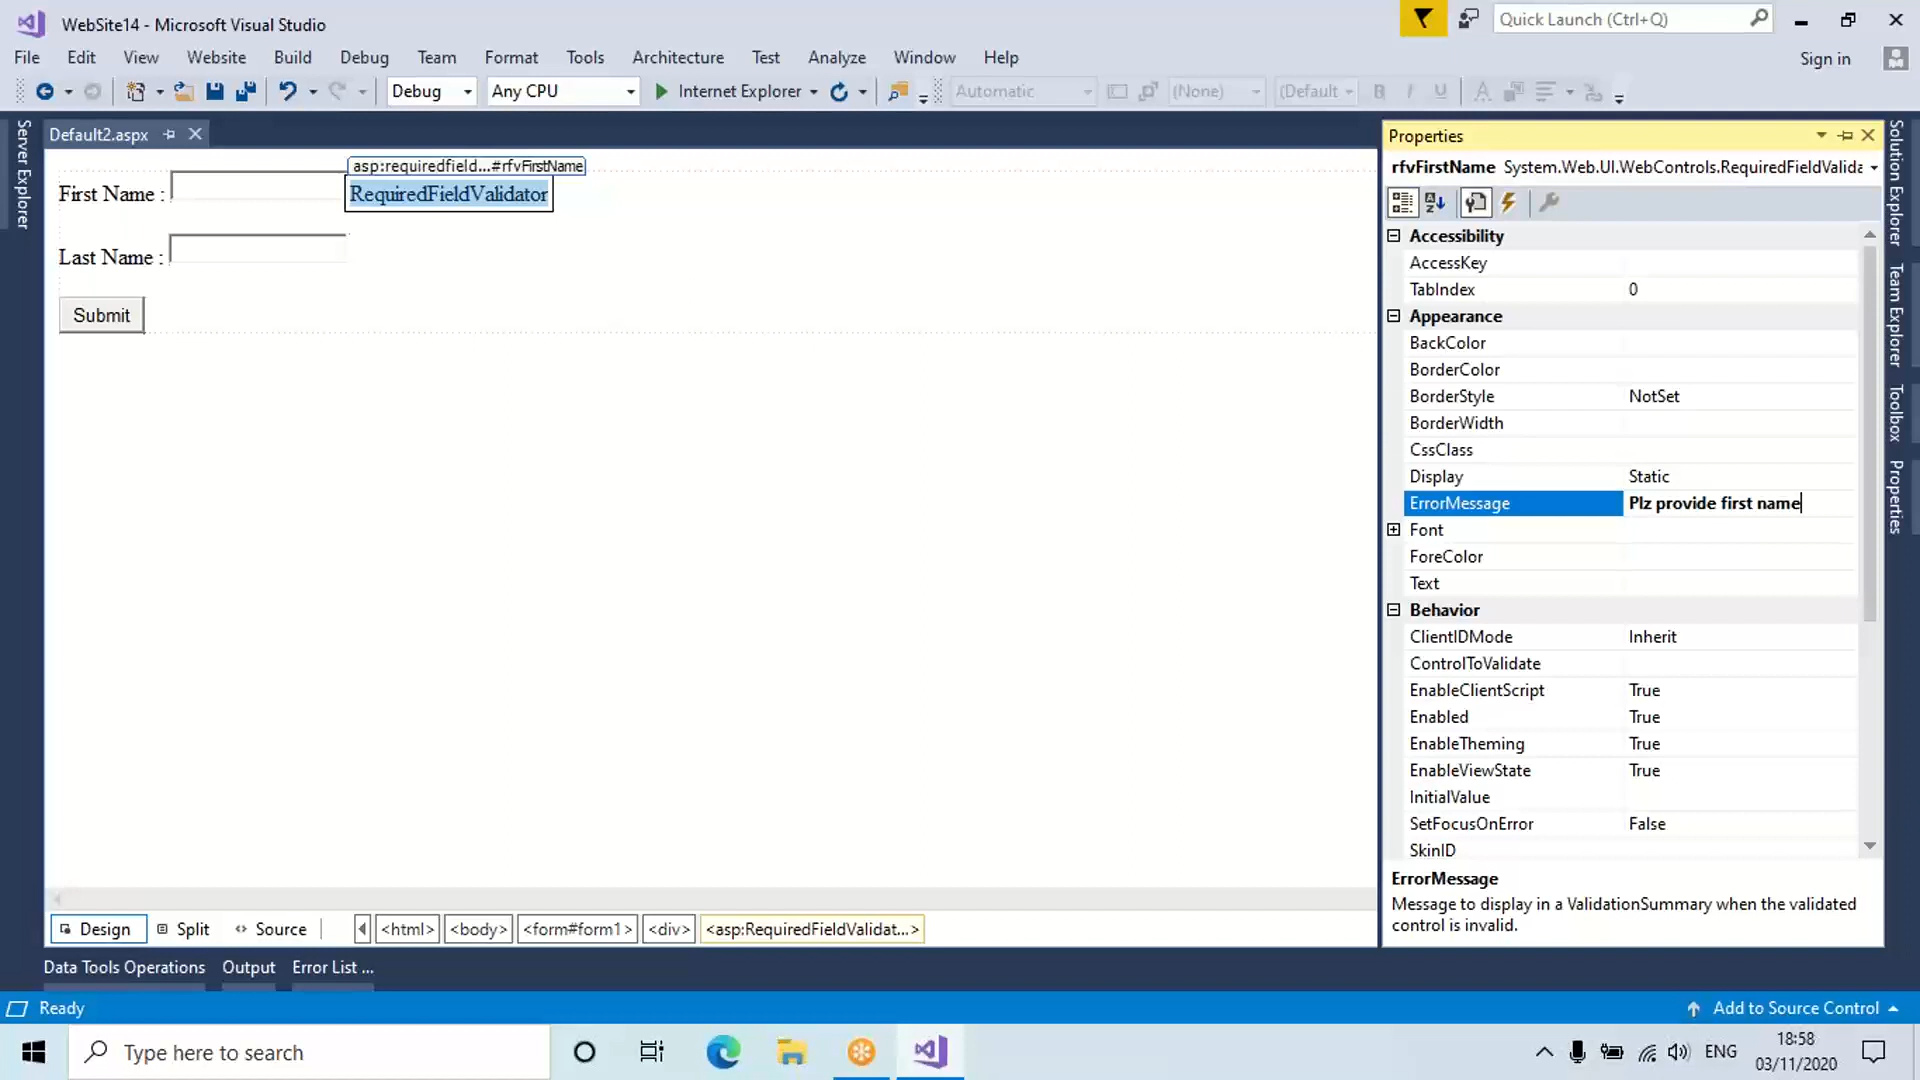 WebSite14 - Microsoft Visual Studio
Quick Launch (Ctrl+Q)
File Edit View Website Build Debug Team Format Tools Architecture Test Analyze Window Help
Sign in
Debug Any CPU Internet Explorer Automatic (None) (Default
Server Explorer
Default2.aspx
asp:requiredfield...#rfvFirstName
First Name :
RequiredFieldValidator
Last Name :
Submit
Properties
rfvFirstName System.Web.UI.WebControls.RequiredFieldValida
Accessibility
AccessKey
TabIndex 0
Appearance
BackColor
BorderColor
BorderStyle NotSet
BorderWidth
CssClass
Display Static
ErrorMessage Plz provide first name
Font
ForeColor
Text
Behavior
ClientIDMode Inherit
ControlToValidate
EnableClientScript True
Enabled True
EnableTheming True
EnableViewState True
InitialValue
SetFocusOnError False
SkinID
ErrorMessage
Message to display in a ValidationSummary when the validated
control is invalid.
Solution Explorer
Team Explorer
Toolbox
Properties
Design Split Source <html> <body> <form#form1> <div> <asp:RequiredFieldValidat...>
Data Tools Operations Output Error List ...
Ready
Add to Source Control
Type here to search
ENG
18:58
03/11/2020